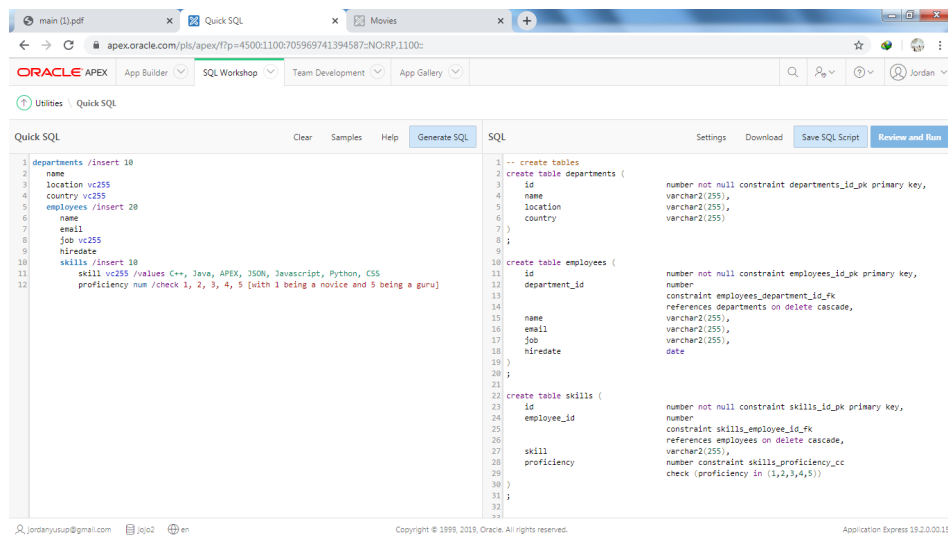 main (1).pdf
Quick SQL
Movies
apex.oracle.com/pls/apex/f?p=4500:1100:705969741394587::NO:RP,1100::
ORACLE APEX App Builder SQL Workshop Team Development App Gallery Jordan
Utilities \ Quick SQL
Quick SQL Clear Samples Help Generate SQL
1 departments /insert 10
2 name
3 location vc255
4 country vc255
5 employees /insert 20
6 name
7 email
8 job vc255
9 hiredate
10 skills /insert 10
11 skill vc255 /values C++, Java, APEX, JSON, Javascript, Python, CSS
12 proficiency num /check 1, 2, 3, 4, 5 [with 1 being a novice and 5 being a guru]
SQL Settings Download Save SQL Script Review and Run
1 -- create tables
2 create table departments (
3 id number not null constraint departments_id_pk primary key,
4 name varchar2(255),
5 location varchar2(255),
6 country varchar2(255)
7 )
8 ;
9
10 create table employees (
11 id number not null constraint employees_id_pk primary key,
12 department_id number
13 constraint employees_department_id_fk
14 references departments on delete cascade,
15 name varchar2(255),
16 email varchar2(255),
17 job varchar2(255),
18 hiredate date
19 )
20 ;
21
22 create table skills (
23 id number not null constraint skills_id_pk primary key,
24 employee_id number
25 constraint skills_employee_id_fk
26 references employees on delete cascade,
27 skill varchar2(255),
28 proficiency number constraint skills_proficiency_cc
29 check (proficiency in (1,2,3,4,5))
30 )
31 ;
32
jordanyusup@gmail.com jojo2 en Copyright © 1999, 2019, Oracle. All rights reserved. Application Express 19.2.0.00.15